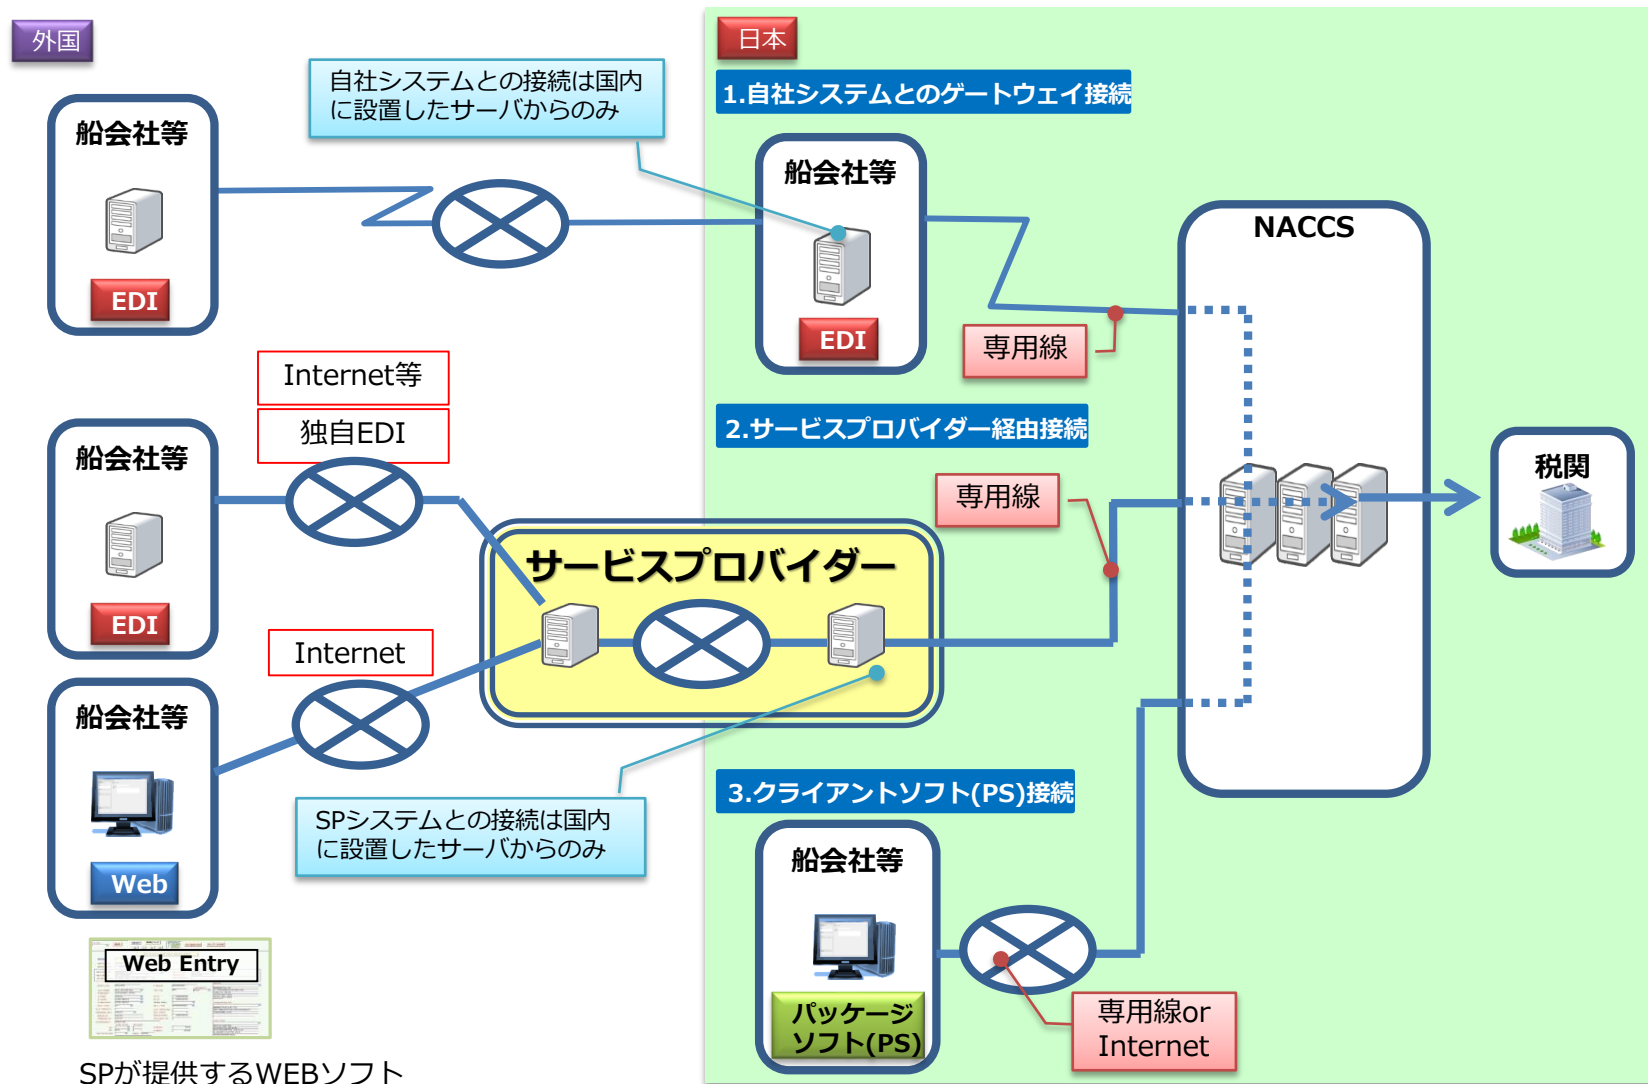 外国
日本
自社システムとの接続は国内
に設置したサーバからのみ
1.自社システムとのゲートウェイ接続
船会社等
EDI
船会社等
EDI
専用線
NACCS
Internet等
独自EDI
2.サービスプロバイダー経由接続
船会社等
EDI
専用線
税関
サービスプロバイダー
Internet
船会社等
Web
SPシステムとの接続は国内
に設置したサーバからのみ
3.クライアントソフト(PS)接続
船会社等
パッケージ
ソフト(PS)
専用線or
Internet
Web Entry
SPが提供するWEBソフト